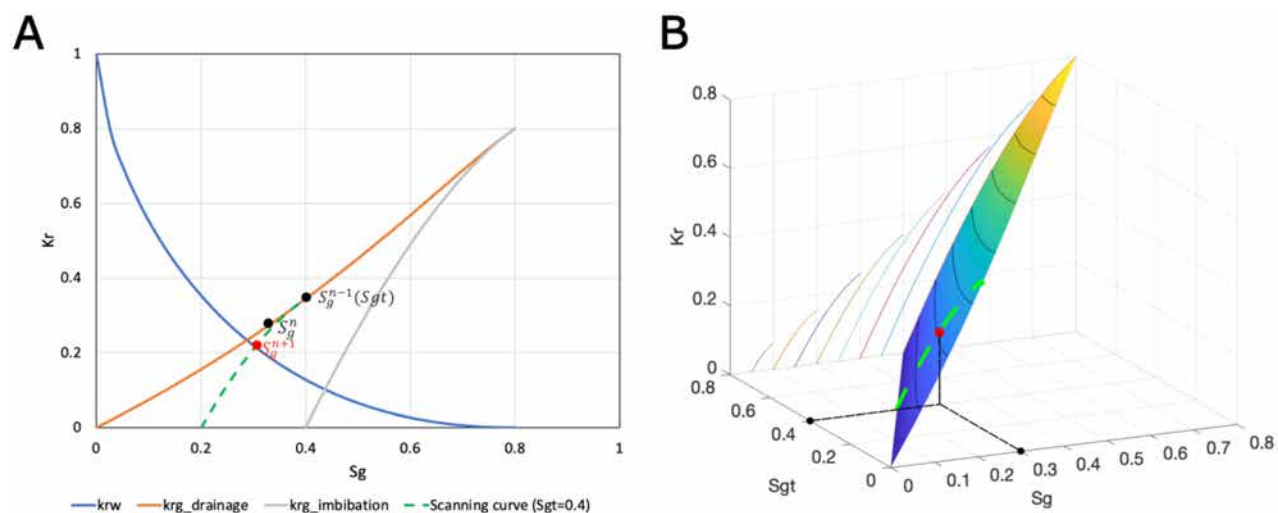 A
B
1
0.8
0.6
0.4
0.2
0
Kr
0
0.2
0.4
0.6
0.8
1
Sg
S_g^{n-1}(Sgt)
S_g^n
S_g^{n+1}
krw
krg_drainage
krg_imbibation
Scanning curve (Sgt=0.4)
0.8
0.6
0.4
0.2
0
Kr
0.8
0.6
0.4
0.2
0
Sgt
0
0.1
0.2
0.3
0.4
0.5
0.6
0.7
0.8
Sg